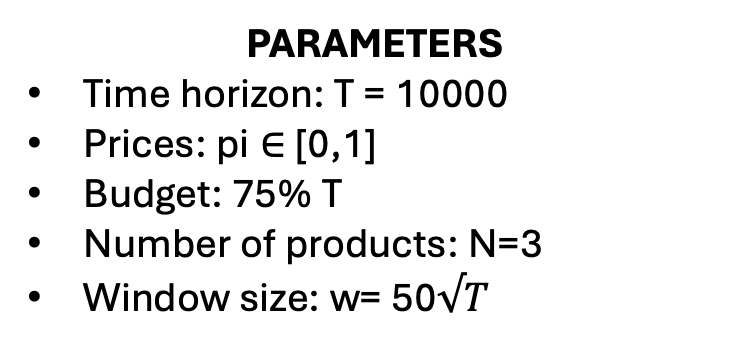 PARAMETERS
• Time horizon: T = 10000
• Prices: pi ∈ [0,1]
• Budget: 75% T
• Number of products: N=3
• Window size: w= 50√T